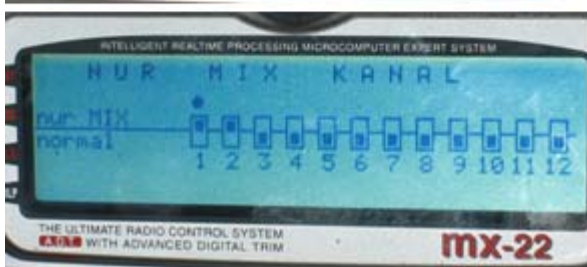 INTELLIGENT REALTIME PROCESSING MICROCOMPUTER EXPERT SYSTEM
NUR MIX KANAL
nur MIX
normal
1 2 3 4 5 6 7 8 9 10 11 12
THE ULTIMATE RADIO CONTROL SYSTEM
A.D.T. WITH ADVANCED DIGITAL TRIM
mx-22